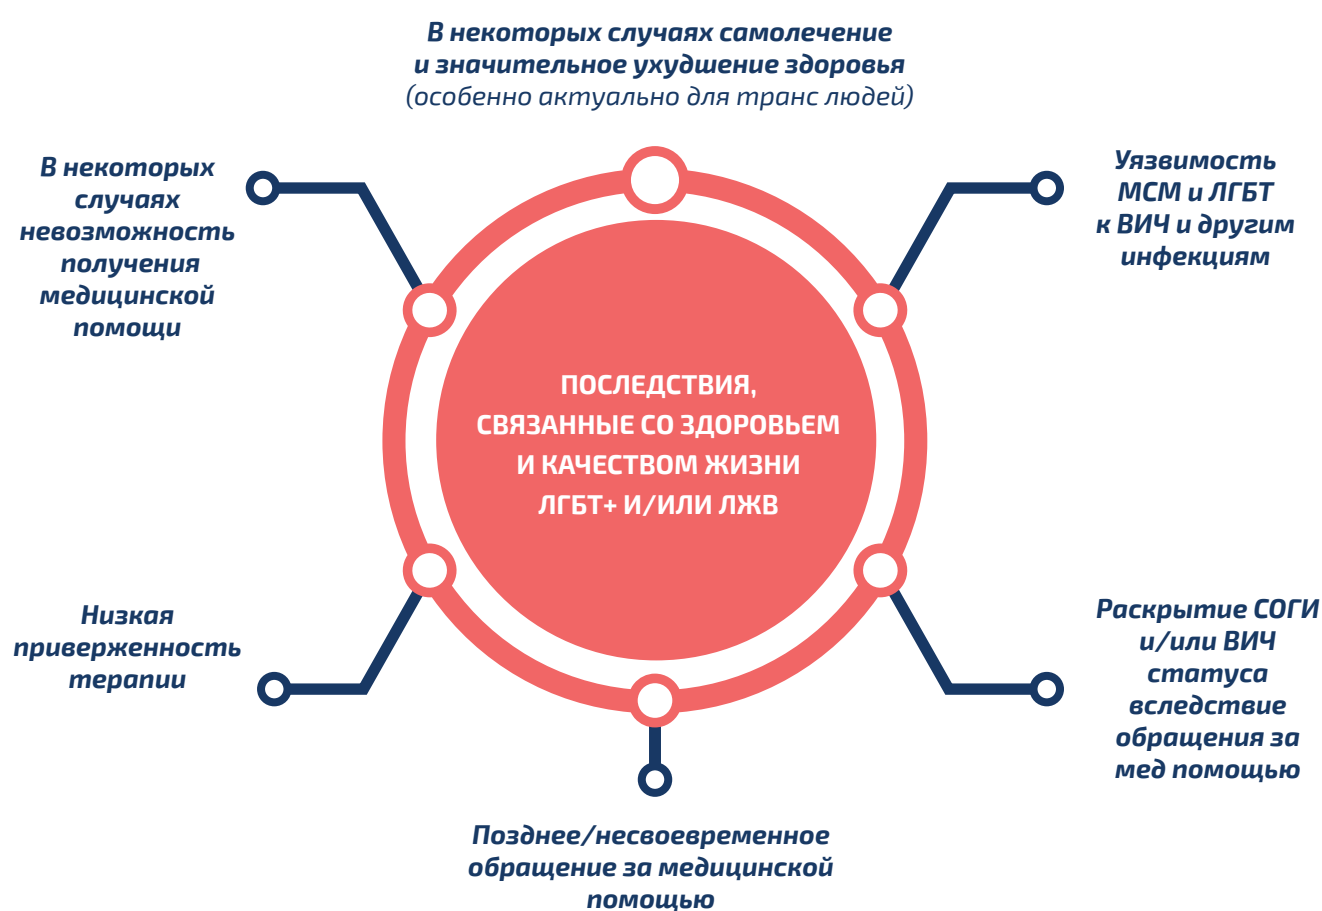 В некоторых случаях самолечение
и значительное ухудшение здоровья
(особенно актуально для транс людей)
В некоторых
случаях
невозможность
получения
медицинской
помощи
Уязвимость
МСМ и ЛГБТ
к ВИЧ и другим
инфекциям
ПОСЛЕДСТВИЯ,
СВЯЗАННЫЕ СО ЗДОРОВЬЕМ
И КАЧЕСТВОМ ЖИЗНИ
ЛГБТ+ И/ИЛИ ЛЖВ
Низкая
приверженность
терапии
Раскрытие СОГИ
и/или ВИЧ
статуса
вследствие
обращения за
мед помощью
Позднее/несвоевременное
обращение за медицинской
помощью